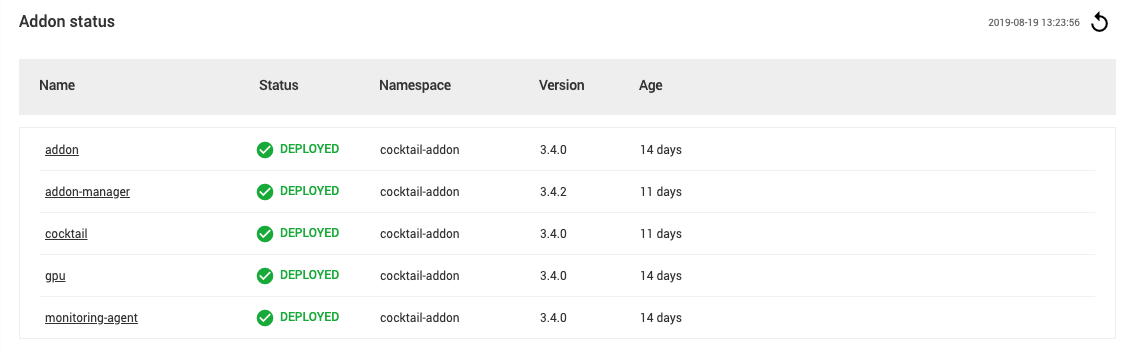 Addon status
2019-08-19 13:23:56
Name Status Namespace Version Age
addon DEPLOYED cocktail-addon 3.4.0 14 days
addon-manager DEPLOYED cocktail-addon 3.4.2 11 days
cocktail DEPLOYED cocktail-addon 3.4.0 11 days
gpu DEPLOYED cocktail-addon 3.4.0 14 days
monitoring-agent DEPLOYED cocktail-addon 3.4.0 14 days